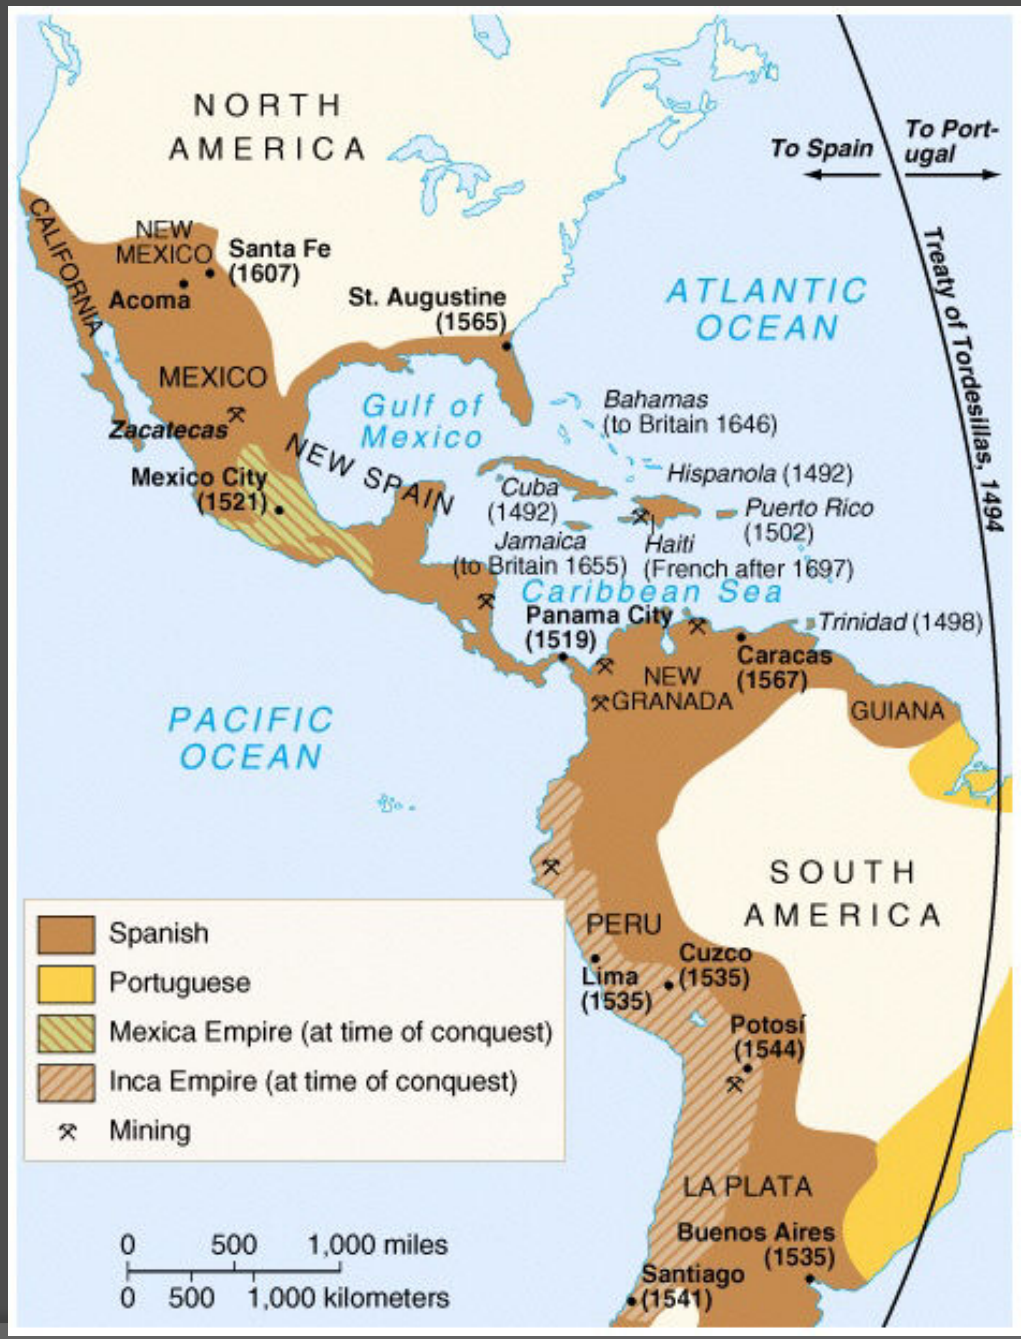 NORTH
AMERICA
To Spain
To Port-
ugal
Treaty of Tordesillas, 1494
CALIFORNIA
NEW
MEXICO
Santa Fe
(1607)
Acoma
St. Augustine
(1565)
ATLANTIC
OCEAN
MEXICO
Zacatecas
Gulf of
Mexico
Bahamas
(to Britain 1646)
NEW SPAIN
Mexico City
(1521)
Cuba
(1492)
Hispanola (1492)
Puerto Rico
(1502)
Jamaica
(to Britain 1655)
Haiti
(French after 1697)
Caribbean Sea
Panama City
(1519)
Trinidad (1498)
Caracas
(1567)
NEW
GRANADA
GUIANA
PACIFIC
OCEAN
SOUTH
AMERICA
PERU
Lima
(1535)
Cuzco
(1535)
Potosí
(1544)
LA PLATA
Buenos Aires
(1535)
Santiago
(1541)
Spanish
Portuguese
Mexica Empire (at time of conquest)
Inca Empire (at time of conquest)
Mining
0 500 1,000 miles
0 500 1,000 kilometers